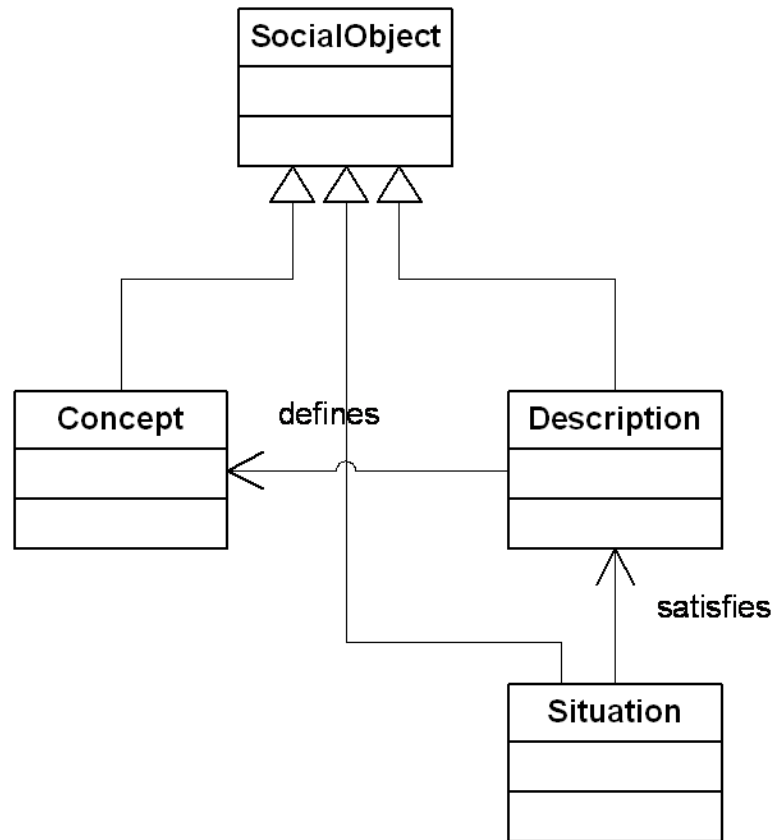 SocialObject
Concept
defines
Description
satisfies
Situation